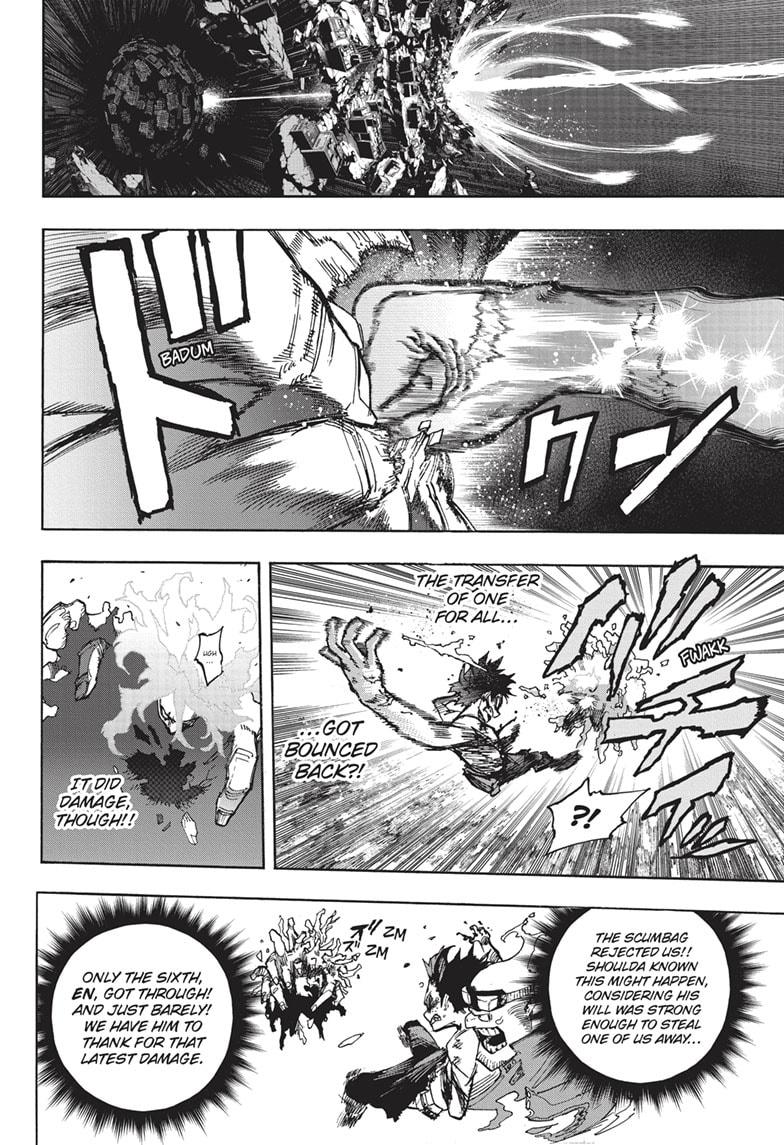 ドドクン
BADUM
THE TRANSFER
OF ONE
FOR ALL...
FWAKK
...GOT
BOUNCED
BACK?!
?!
UGH
IT DID
DAMAGE,
THOUGH!!
THE SCUMBAG
REJECTED US!!
SHOULDA KNOWN
THIS MIGHT HAPPEN,
CONSIDERING HIS
WILL WAS STRONG
ENOUGH TO STEAL
ONE OF US AWAY...
ズ
ズ
ZM
ZM
ONLY THE SIXTH,
EN, GOT THROUGH!
AND JUST BARELY!
WE HAVE HIM TO
THANK FOR THAT
LATEST DAMAGE.